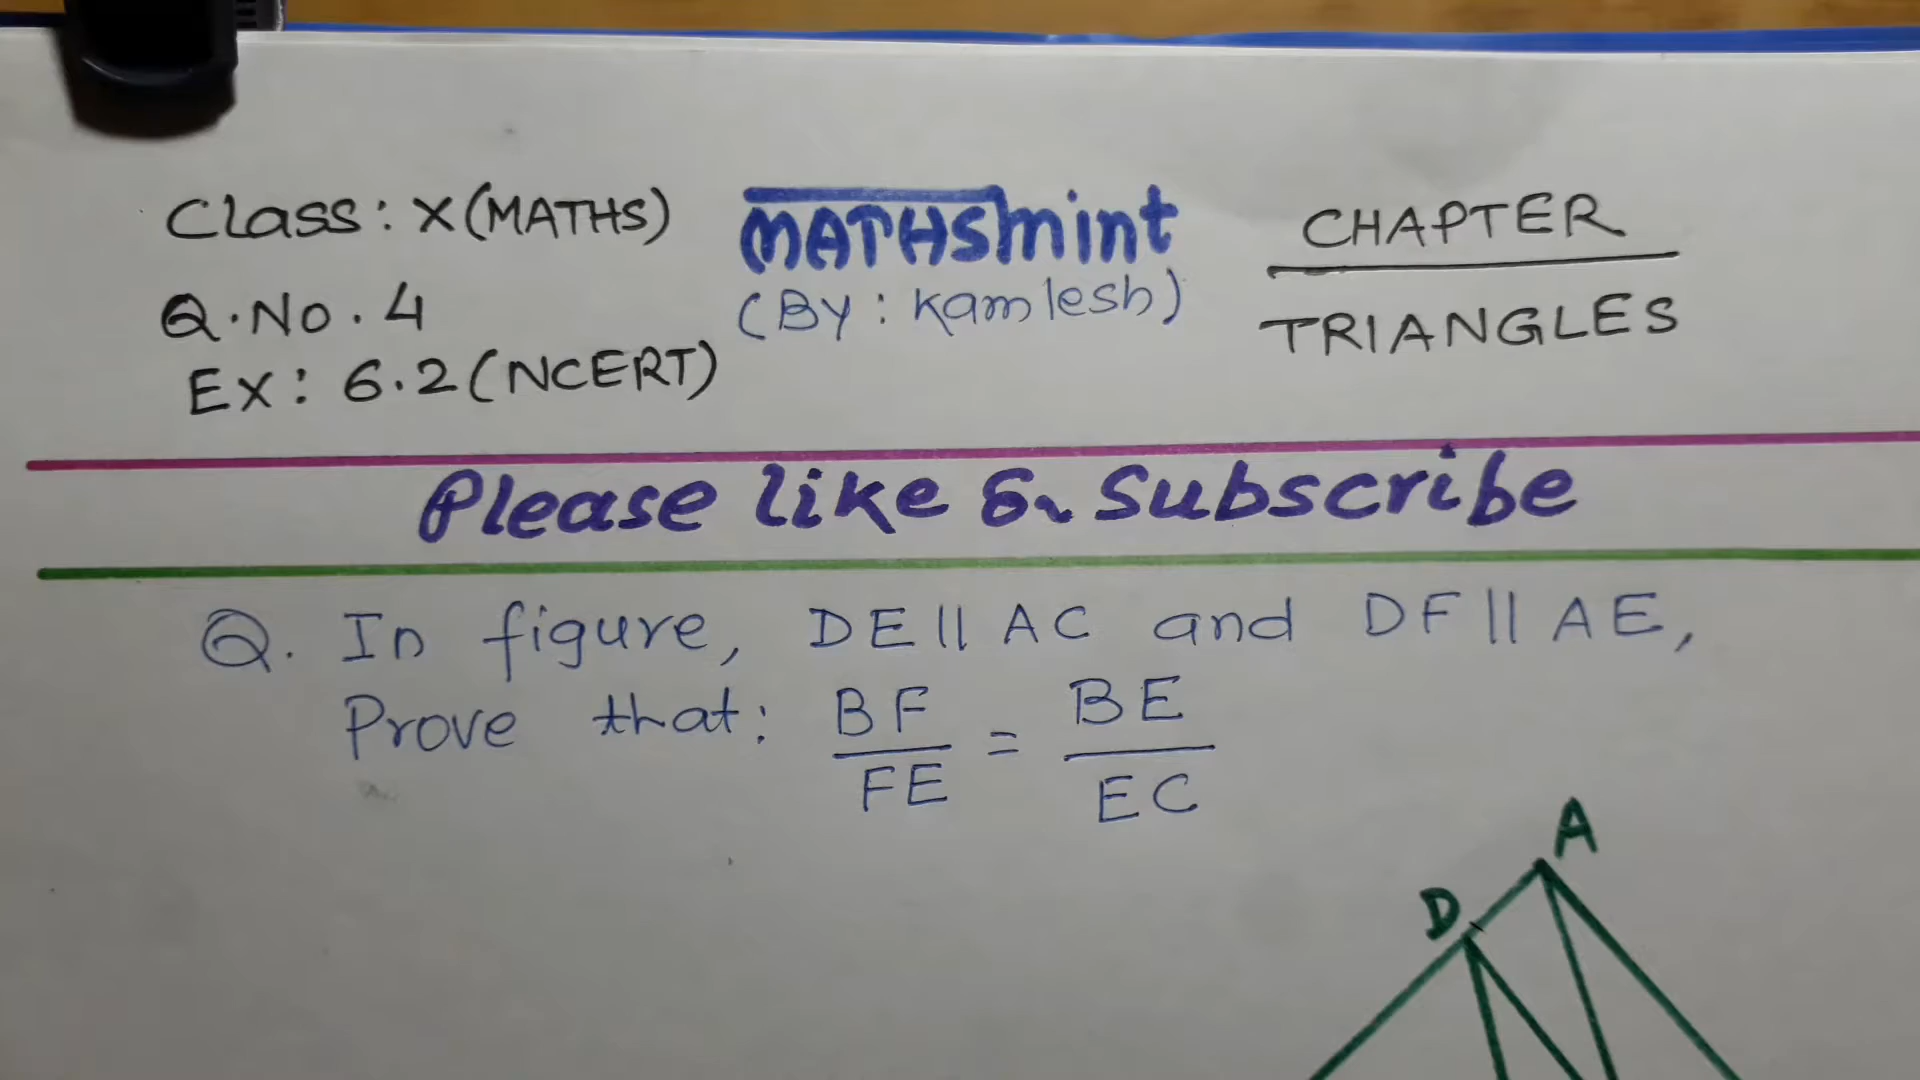 Class: X(MATHS)
Q.No.4
Ex: 6.2(NCERT)
MATHSmint
(By: Kamlesh)
CHAPTER
TRIANGLES
Please like & Subscribe
Q. In figure, DE || AC and DF || AE,
Prove that: BF/FE = BE/EC
A
D